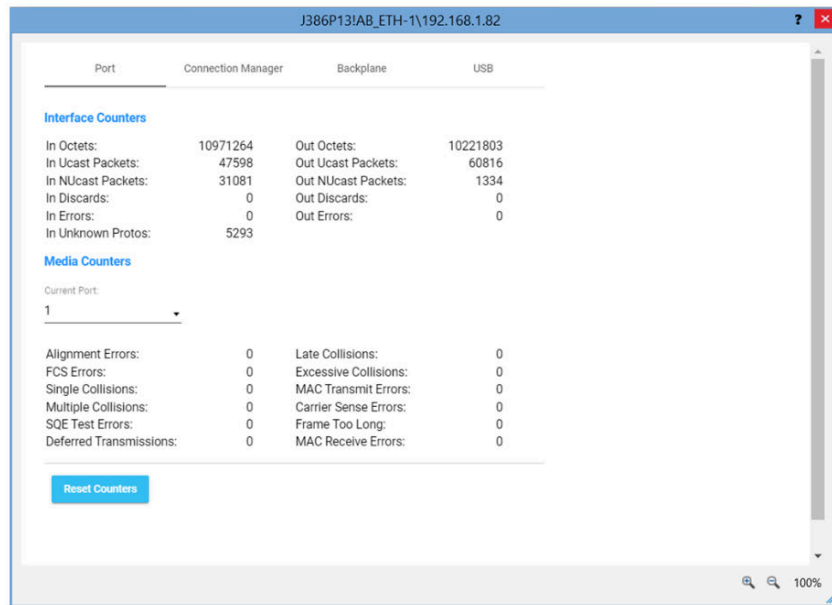 J386P13!AB_ETH-1\192.168.1.82 ?
Port Connection Manager Backplane USB
Interface Counters
In Octets: 10971264 Out Octets: 10221803
In Ucast Packets: 47598 Out Ucast Packets: 60816
In NUcast Packets: 31081 Out NUcast Packets: 1334
In Discards: 0 Out Discards: 0
In Errors: 0 Out Errors: 0
In Unknown Protos: 5293
Media Counters
Current Port:
1
Alignment Errors: 0 Late Collisions: 0
FCS Errors: 0 Excessive Collisions: 0
Single Collisions: 0 MAC Transmit Errors: 0
Multiple Collisions: 0 Carrier Sense Errors: 0
SQE Test Errors: 0 Frame Too Long: 0
Deferred Transmissions: 0 MAC Receive Errors: 0
Reset Counters
100%